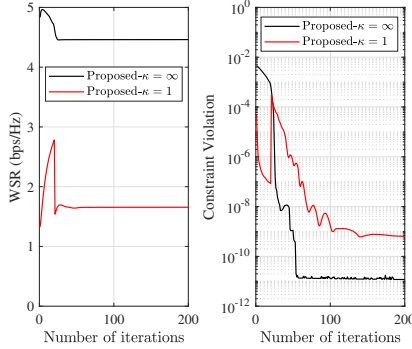 5
4
3
2
1
0
WSR (bps/Hz)
Proposed-κ = ∞
Proposed-κ = 1
0
100
200
Number of iterations
10^0
10^-2
10^-4
10^-6
10^-8
10^-10
10^-12
Constraint Violation
Proposed-κ = ∞
Proposed-κ = 1
0
100
200
Number of iterations